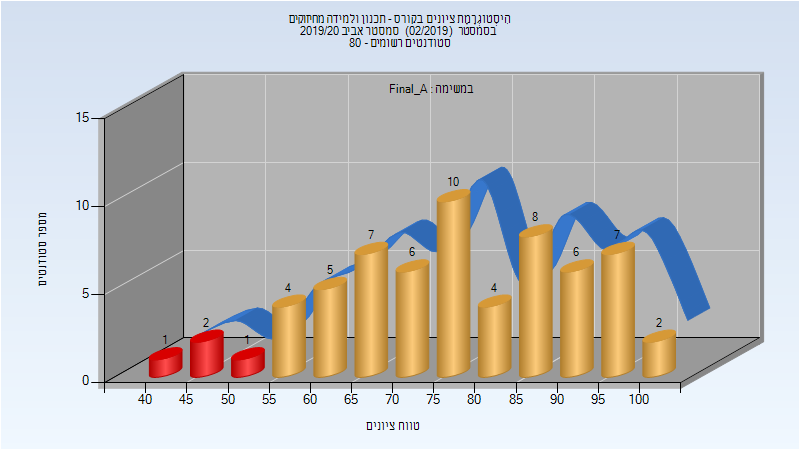 היסטוגרמת ציונים בקורס - תכנון ולמידה מחיזוקים
בסמסטר (02/2019) סמסטר אביב 2019/20
סטודנטים רשומים - 80
במשימה : Final_A
מספר סטודנטים
15
10
5
0
1
2
1
4
5
7
6
10
4
8
6
7
2
40 45 50 55 60 65 70 75 80 85 90 95 100
טווח ציונים